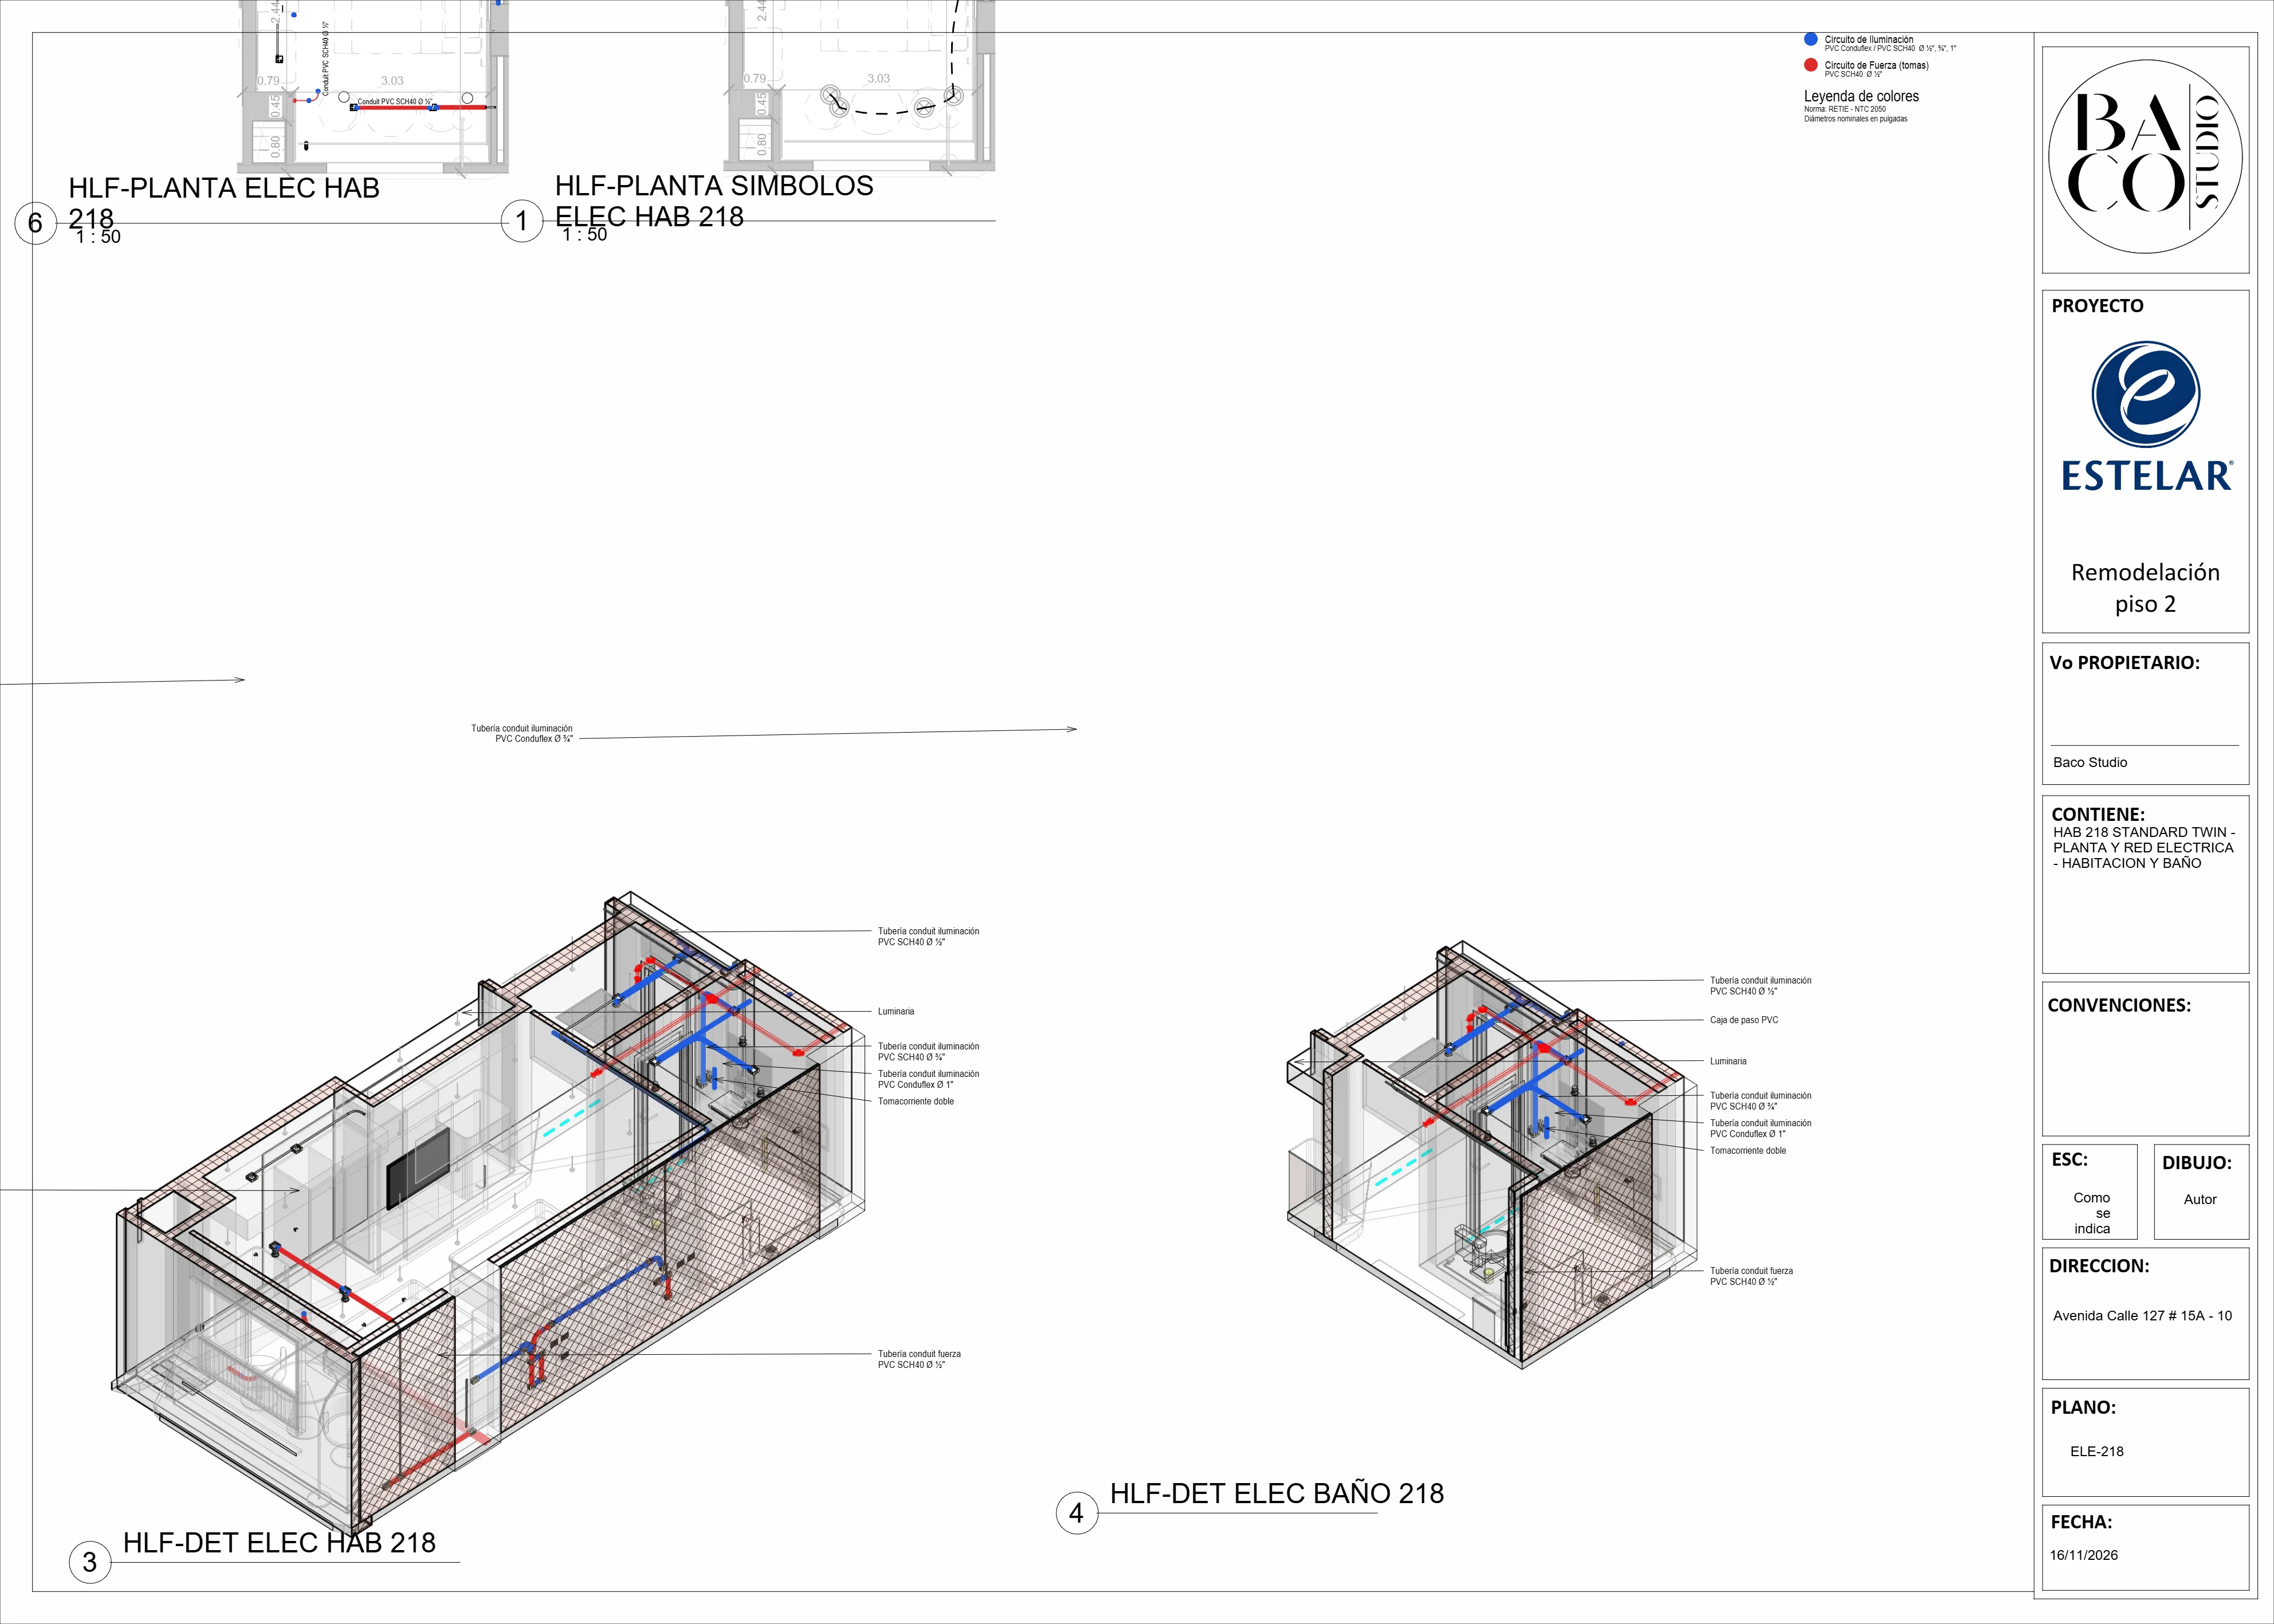 2.44
Conduit PVC SCH40 Ø ½"
0.79
3.03
0.45
Conduit PVC SCH40 Ø ½"
0.80
HLF-PLANTA ELEC HAB
218
6
1 : 50
2.44
0.79
3.03
0.45
0.80
HLF-PLANTA SIMBOLOS
ELEC HAB 218
1
1 : 50
Circuito de Iluminación
PVC Conduflex / PVC SCH40 Ø ½", ¾", 1"
Circuito de Fuerza (tomas)
PVC SCH40 Ø ½"
Leyenda de colores
Norma: RETIE - NTC 2050
Diámetros nominales en pulgadas
Tubería conduit iluminación
PVC Conduflex Ø ¾"
Tubería conduit iluminación
PVC SCH40 Ø ½"
Luminaria
Tubería conduit iluminación
PVC SCH40 Ø ¾"
Tubería conduit iluminación
PVC Conduflex Ø 1"
Tomacorriente doble
Tubería conduit fuerza
PVC SCH40 Ø ½"
3
HLF-DET ELEC HAB 218
Tubería conduit iluminación
PVC SCH40 Ø ½"
Caja de paso PVC
Luminaria
Tubería conduit iluminación
PVC SCH40 Ø ¾"
Tubería conduit iluminación
PVC Conduflex Ø 1"
Tomacorriente doble
Tubería conduit fuerza
PVC SCH40 Ø ½"
4
HLF-DET ELEC BAÑO 218
BA
CO
STUDIO
PROYECTO
ESTELAR®
Remodelación
piso 2
Vo PROPIETARIO:
Baco Studio
CONTIENE:
HAB 218 STANDARD TWIN -
PLANTA Y RED ELECTRICA
- HABITACION Y BAÑO
CONVENCIONES:
ESC:
Como
se
indica
DIBUJO:
Autor
DIRECCION:
Avenida Calle 127 # 15A - 10
PLANO:
ELE-218
FECHA:
16/11/2026